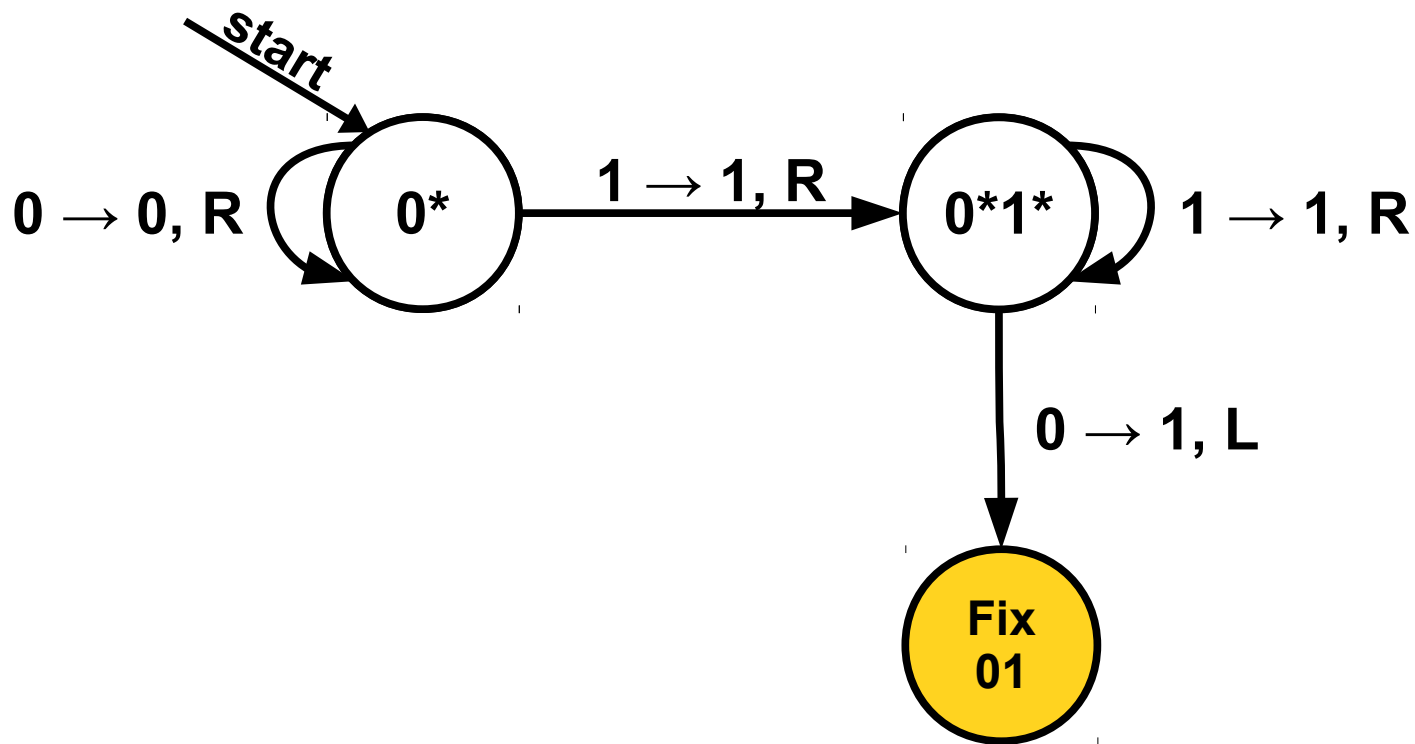 start
0 → 0, R
0*
1 → 1, R
0*1*
1 → 1, R
0 → 1, L
Fix
01